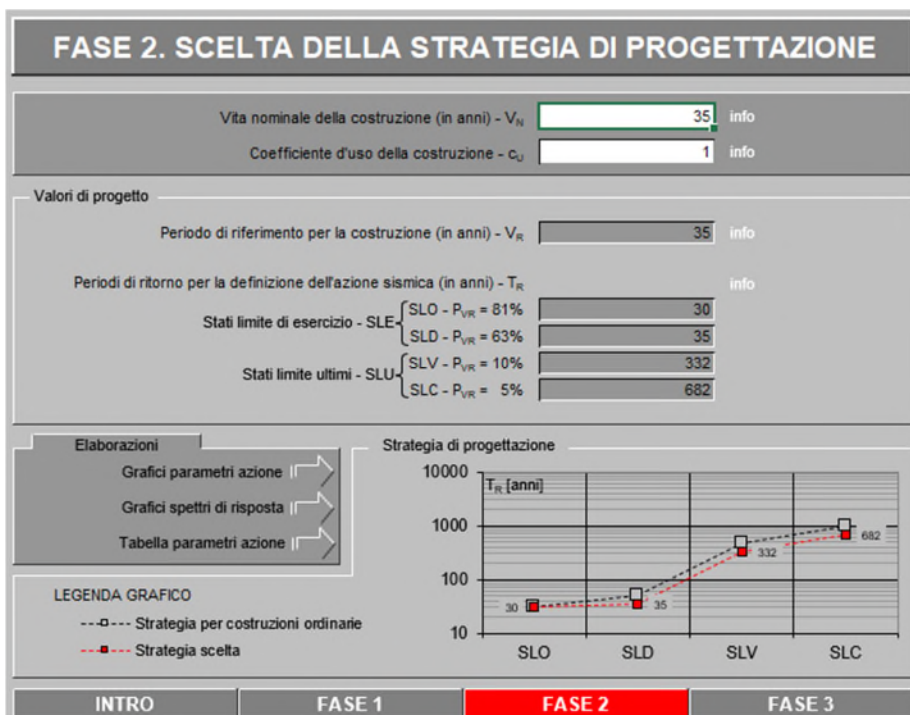 FASE 2. SCELTA DELLA STRATEGIA DI PROGETTAZIONE
Vita nominale della costruzione (in anni) - VN 35 info
Coefficiente d'uso della costruzione - cU 1 info
Valori di progetto
Periodo di riferimento per la costruzione (in anni) - VR 35 info
Periodi di ritorno per la definizione dell'azione sismica (in anni) - TR info
Stati limite di esercizio - SLE
SLO - PVR = 81% 30
SLD - PVR = 63% 35
Stati limite ultimi - SLU
SLV - PVR = 10% 332
SLC - PVR = 5% 682
Elaborazioni
Grafici parametri azione
Grafici spettri di risposta
Tabella parametri azione
Strategia di progettazione
TR [anni]
10000
1000
100
10
30
35
332
682
SLO SLD SLV SLC
LEGENDA GRAFICO
Strategia per costruzioni ordinarie
Strategia scelta
INTRO FASE 1 FASE 2 FASE 3